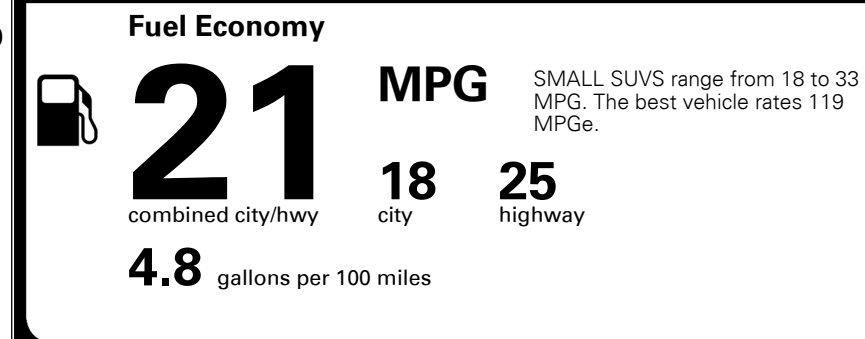 Fuel Economy
21 MPG
SMALL SUVS range from 18 to 33
MPG. The best vehicle rates 119
MPGe.
18 25
combined city/hwy city highway
4.8 gallons per 100 miles